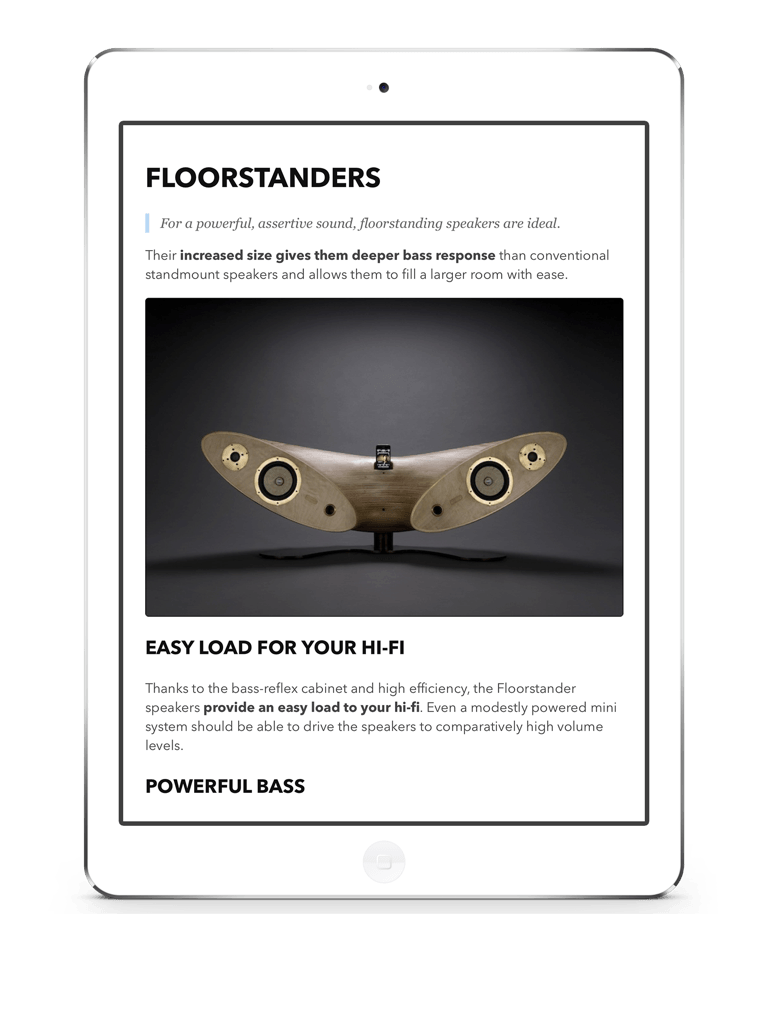 FLOORSTANDERS
For a powerful, assertive sound, floorstanding speakers are ideal.
Their increased size gives them deeper bass response than conventional
standmount speakers and allows them to fill a larger room with ease.
EASY LOAD FOR YOUR HI-FI
Thanks to the bass-reflex cabinet and high efficiency, the Floorstander
speakers provide an easy load to your hi-fi. Even a modestly powered mini
system should be able to drive the speakers to comparatively high volume
levels.
POWERFUL BASS